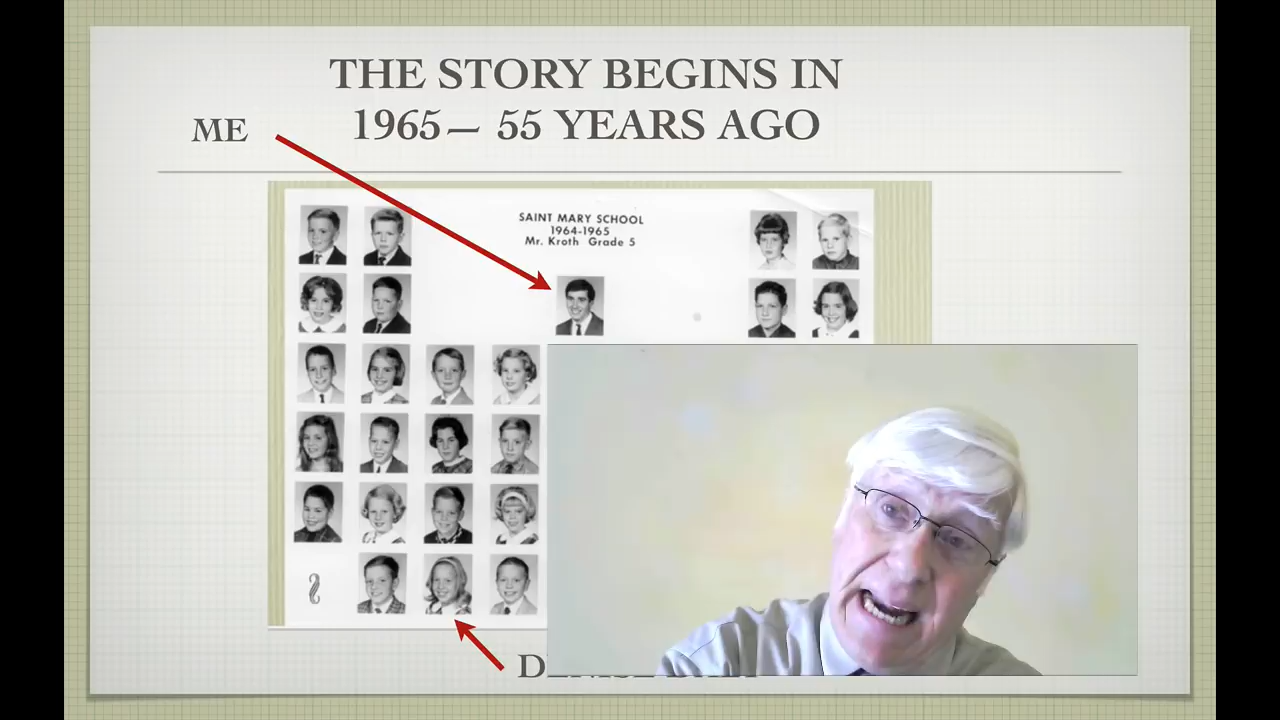 THE STORY BEGINS IN
1965— 55 YEARS AGO
ME
SAINT MARY SCHOOL
1964-1965
Mr. Kroth Grade 5